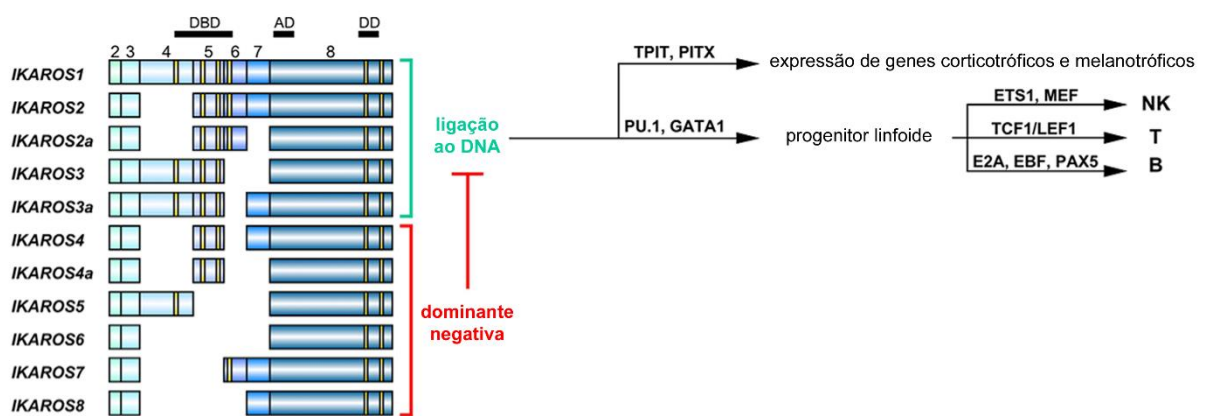 DBD AD DD
2 3 4 5 6 7 8
IKAROS1
IKAROS2
IKAROS2a
IKAROS3
IKAROS3a
IKAROS4
IKAROS4a
IKAROS5
IKAROS6
IKAROS7
IKAROS8
ligação
ao DNA
dominante
negativa
TPIT, PITX
expressão de genes corticotróficos e melanotróficos
PU.1, GATA1
progenitor linfoide
ETS1, MEF
NK
TCF1/LEF1
T
E2A, EBF, PAX5
B